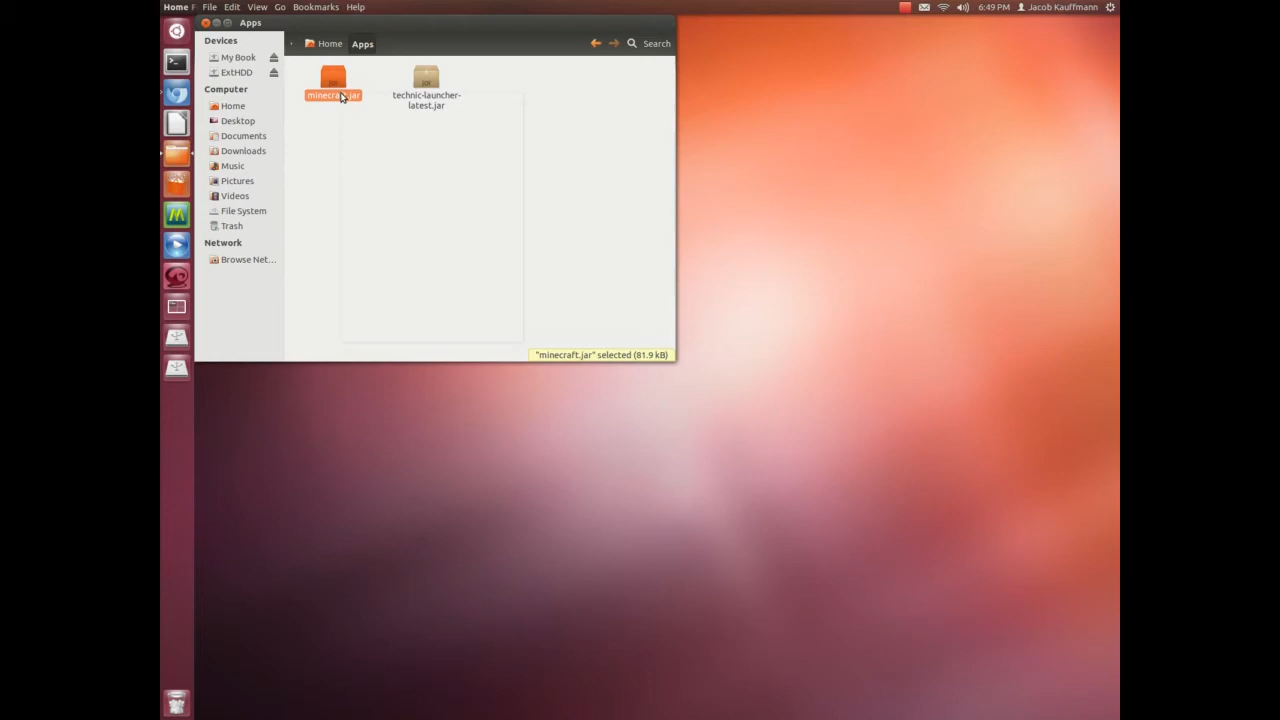 Home F File Edit View Go Bookmarks Help 6:49 PM Jacob Kauffmann
Apps
Devices
My Book
ExtHDD
Computer
Home
Desktop
Documents
Downloads
Music
Pictures
Videos
File System
Trash
Network
Browse Net...
Home Apps Search
minecraft.jar
technic-launcher-
latest.jar
"minecraft.jar" selected (81.9 kB)